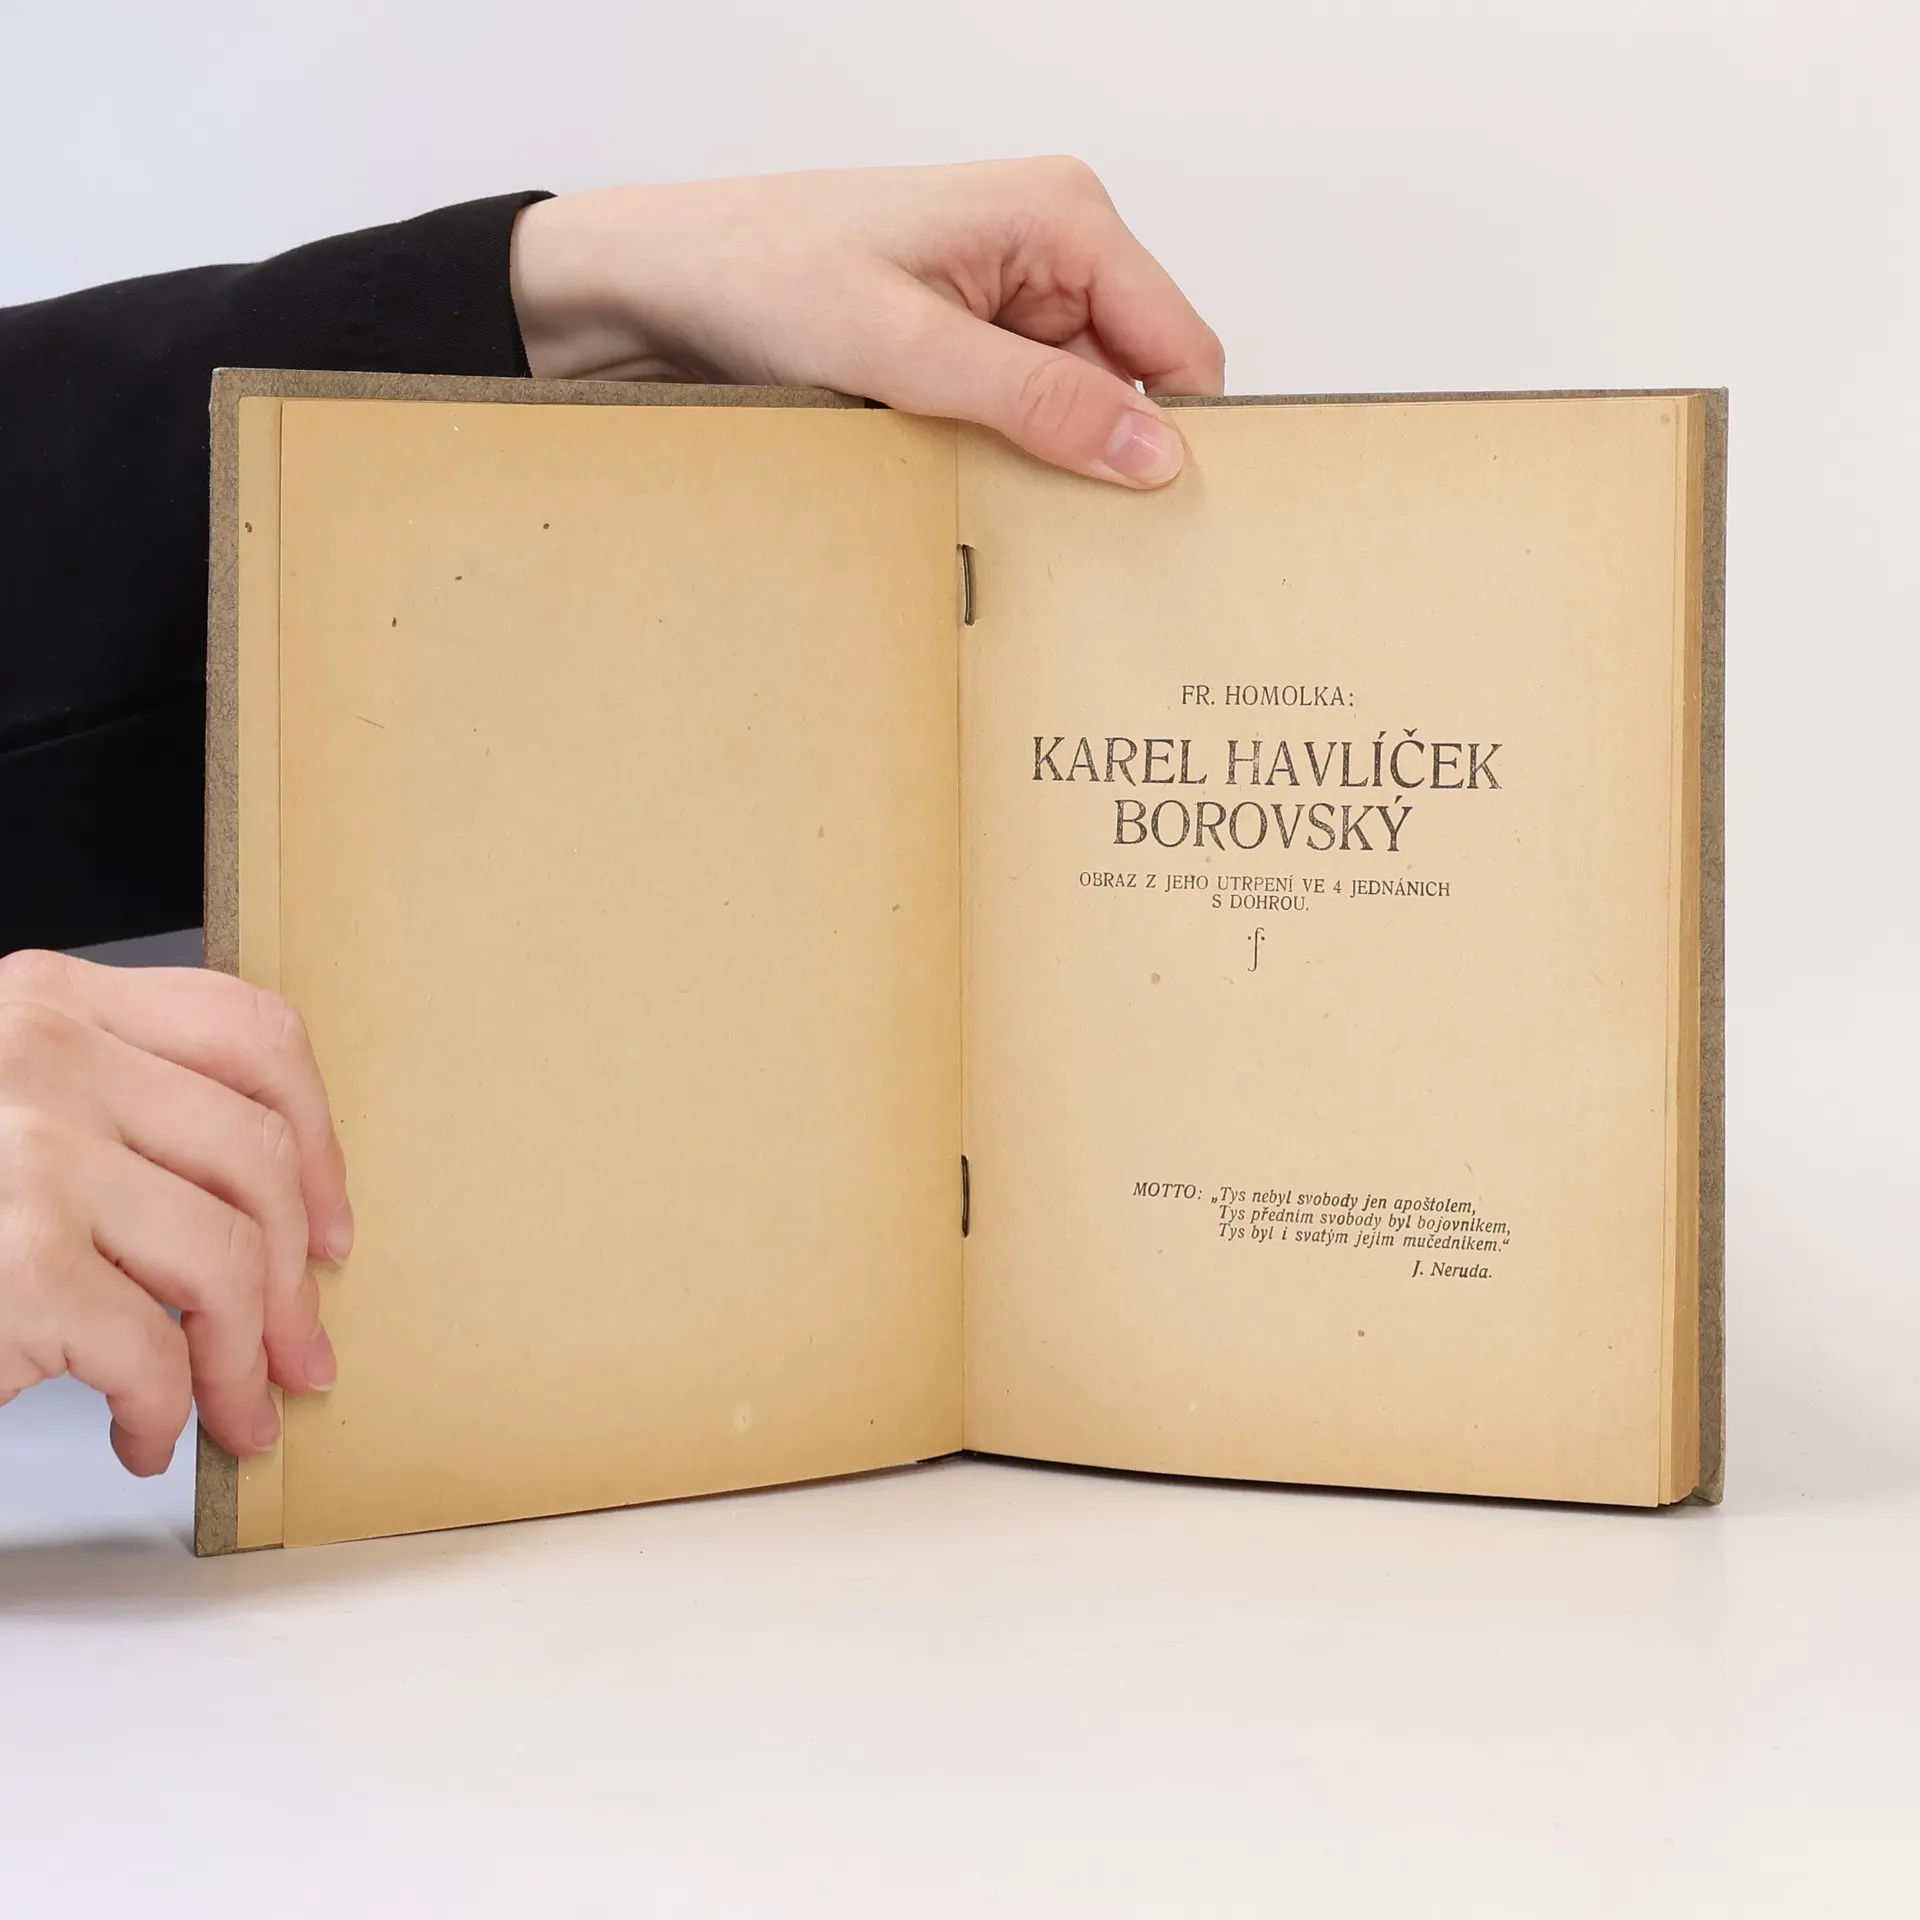 FR. HOMOLKA:
KAREL HAVLÍČEK
BOROVSKÝ
OBRAZ Z JEHO UTRPENÍ VE 4 JEDNÁNICH
S DOHROU.
MOTTO: „Tys nebyl svobody jen apoštolem,
Tys předním svobody byl bojovníkem,
Tys byl i svatým jejím mučedníkem.“
J. Neruda.